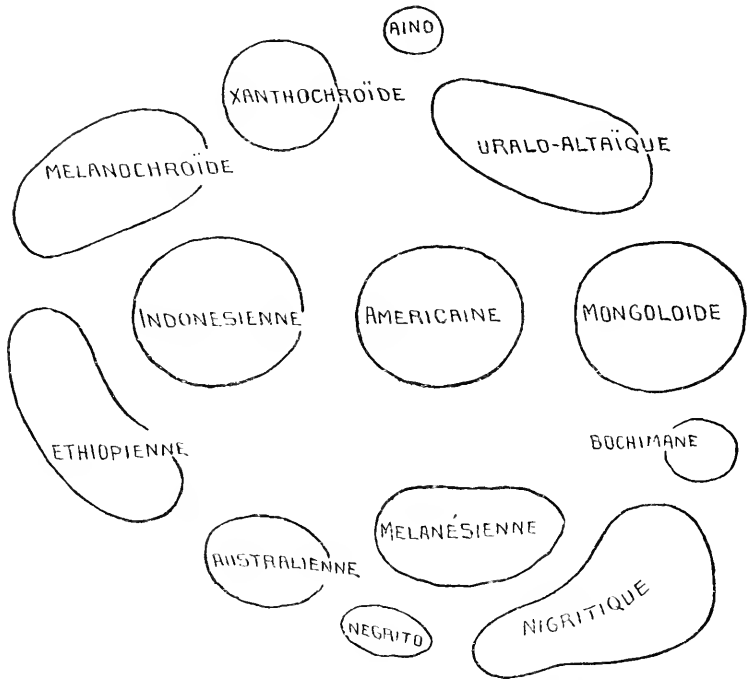 AINO
XANTHOCHROÏDE
URALO-ALTAÏQUE
MELANOCHROÏDE
INDONESIENNE
AMERICAINE
MONGOLOIDE
BOCHIMANE
ETHIOPIENNE
MELANÉSIENNE
AUSTRALIENNE
NIGRITIQUE
NEGRITO